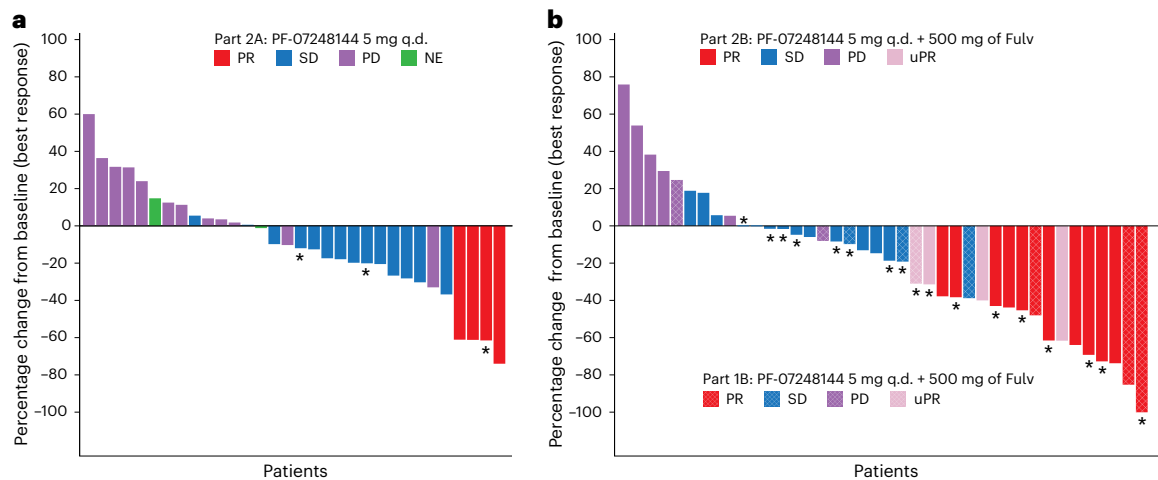 a
Part 2A: PF-07248144 5 mg q.d.
PR SD PD NE
Percentage change from baseline (best response)
100
80
60
40
20
0
–20
–40
–60
–80
–100
* * *
Patients
b
Part 2B: PF-07248144 5 mg q.d. + 500 mg of Fulv
PR SD PD uPR
Percentage change from baseline (best response)
100
80
60
40
20
0
–20
–40
–60
–80
–100
* * * * * * * * * * * * * * * * * *
Part 1B: PF-07248144 5 mg q.d. + 500 mg of Fulv
PR SD PD uPR
Patients